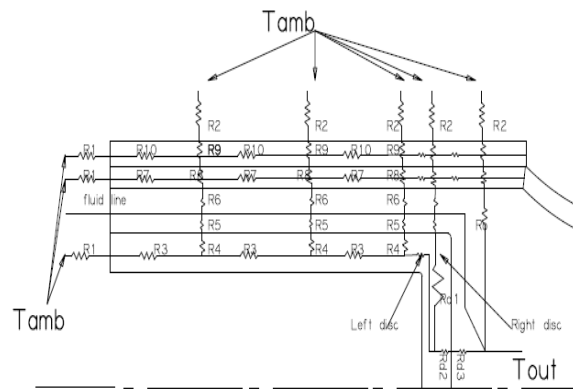 Tamb
R2 R2 R2 R2 R2
R1 R10 R9 R10 R9 R10 R9
R1 R7 R8 R7 R8 R7 R8
fluid line
R6 R6 R6
R5 R5 R5
R1 R3 R4 R3 R4 R3 R4
Rd1
Tamb
Left disc
Right disc
Rd2
Rd3
Tout